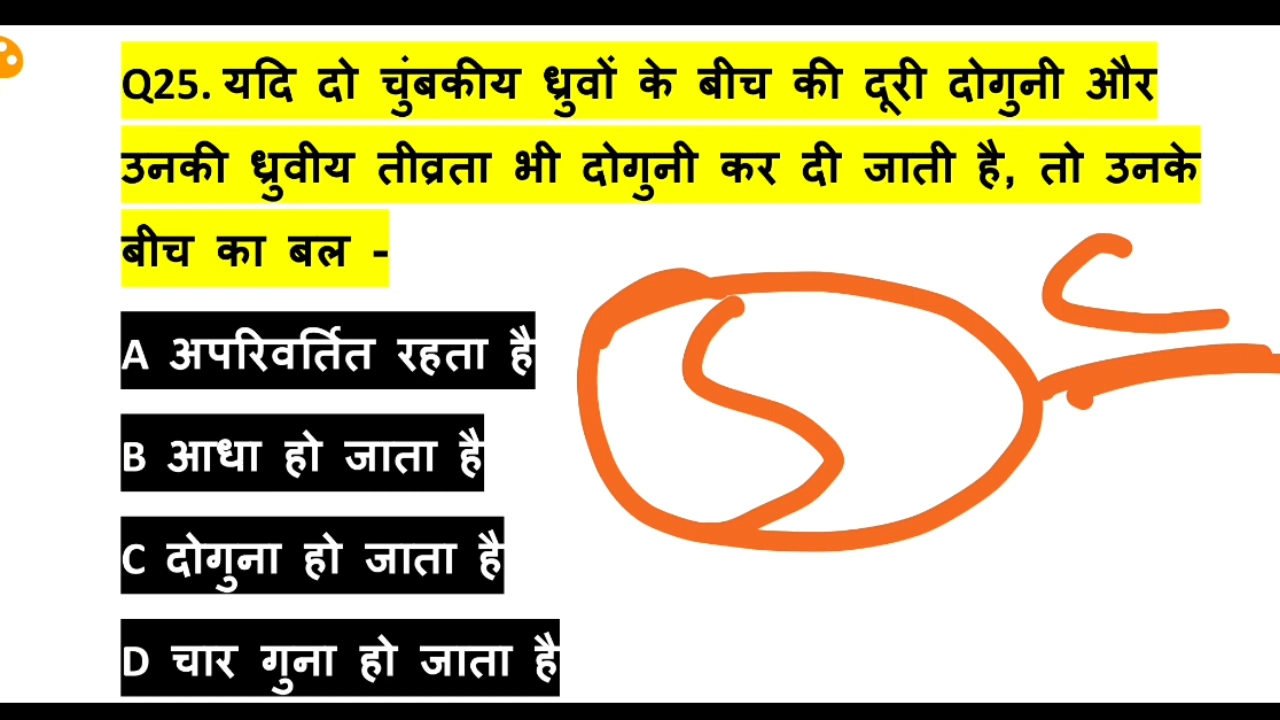 Q25. यदि दो चुंबकीय ध्रुवों के बीच की दूरी दोगुनी और
उनकी ध्रुवीय तीव्रता भी दोगुनी कर दी जाती है, तो उनके
बीच का बल -
A अपरिवर्तित रहता है
B आधा हो जाता है
C दोगुना हो जाता है
D चार गुना हो जाता है